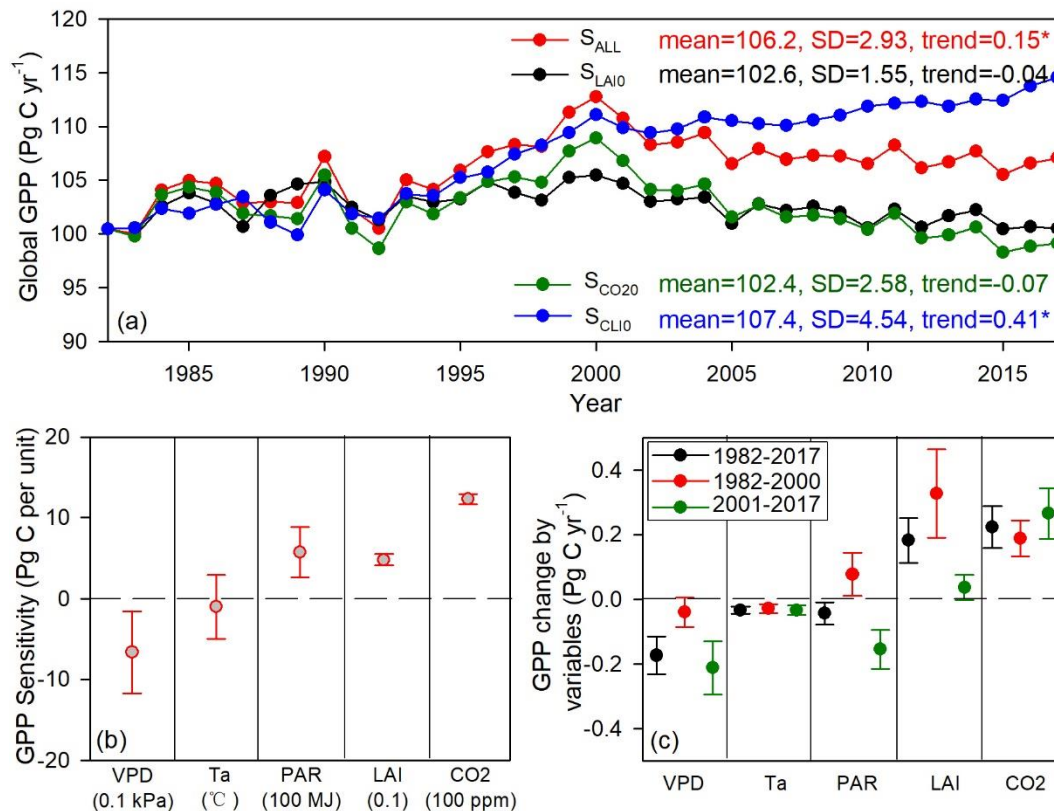 120
115
110
105
100
95
90
Global GPP (Pg C yr⁻¹)
S_ALL mean=106.2, SD=2.93, trend=0.15*
S_LAI0 mean=102.6, SD=1.55, trend=-0.04
S_CO20 mean=102.4, SD=2.58, trend=-0.07
S_CLI0 mean=107.4, SD=4.54, trend=0.41*
(a)
1985 1990 1995 2000 2005 2010 2015
Year
20
10
0
-10
-20
GPP Sensitivity (Pg C per unit)
(b)
VPD Ta PAR LAI CO2
(0.1 kPa) (℃) (100 MJ) (0.1) (100 ppm)
0.4
0.2
0.0
-0.2
-0.4
GPP change by
variables (Pg C yr⁻¹)
1982-2017
1982-2000
2001-2017
(c)
VPD Ta PAR LAI CO2